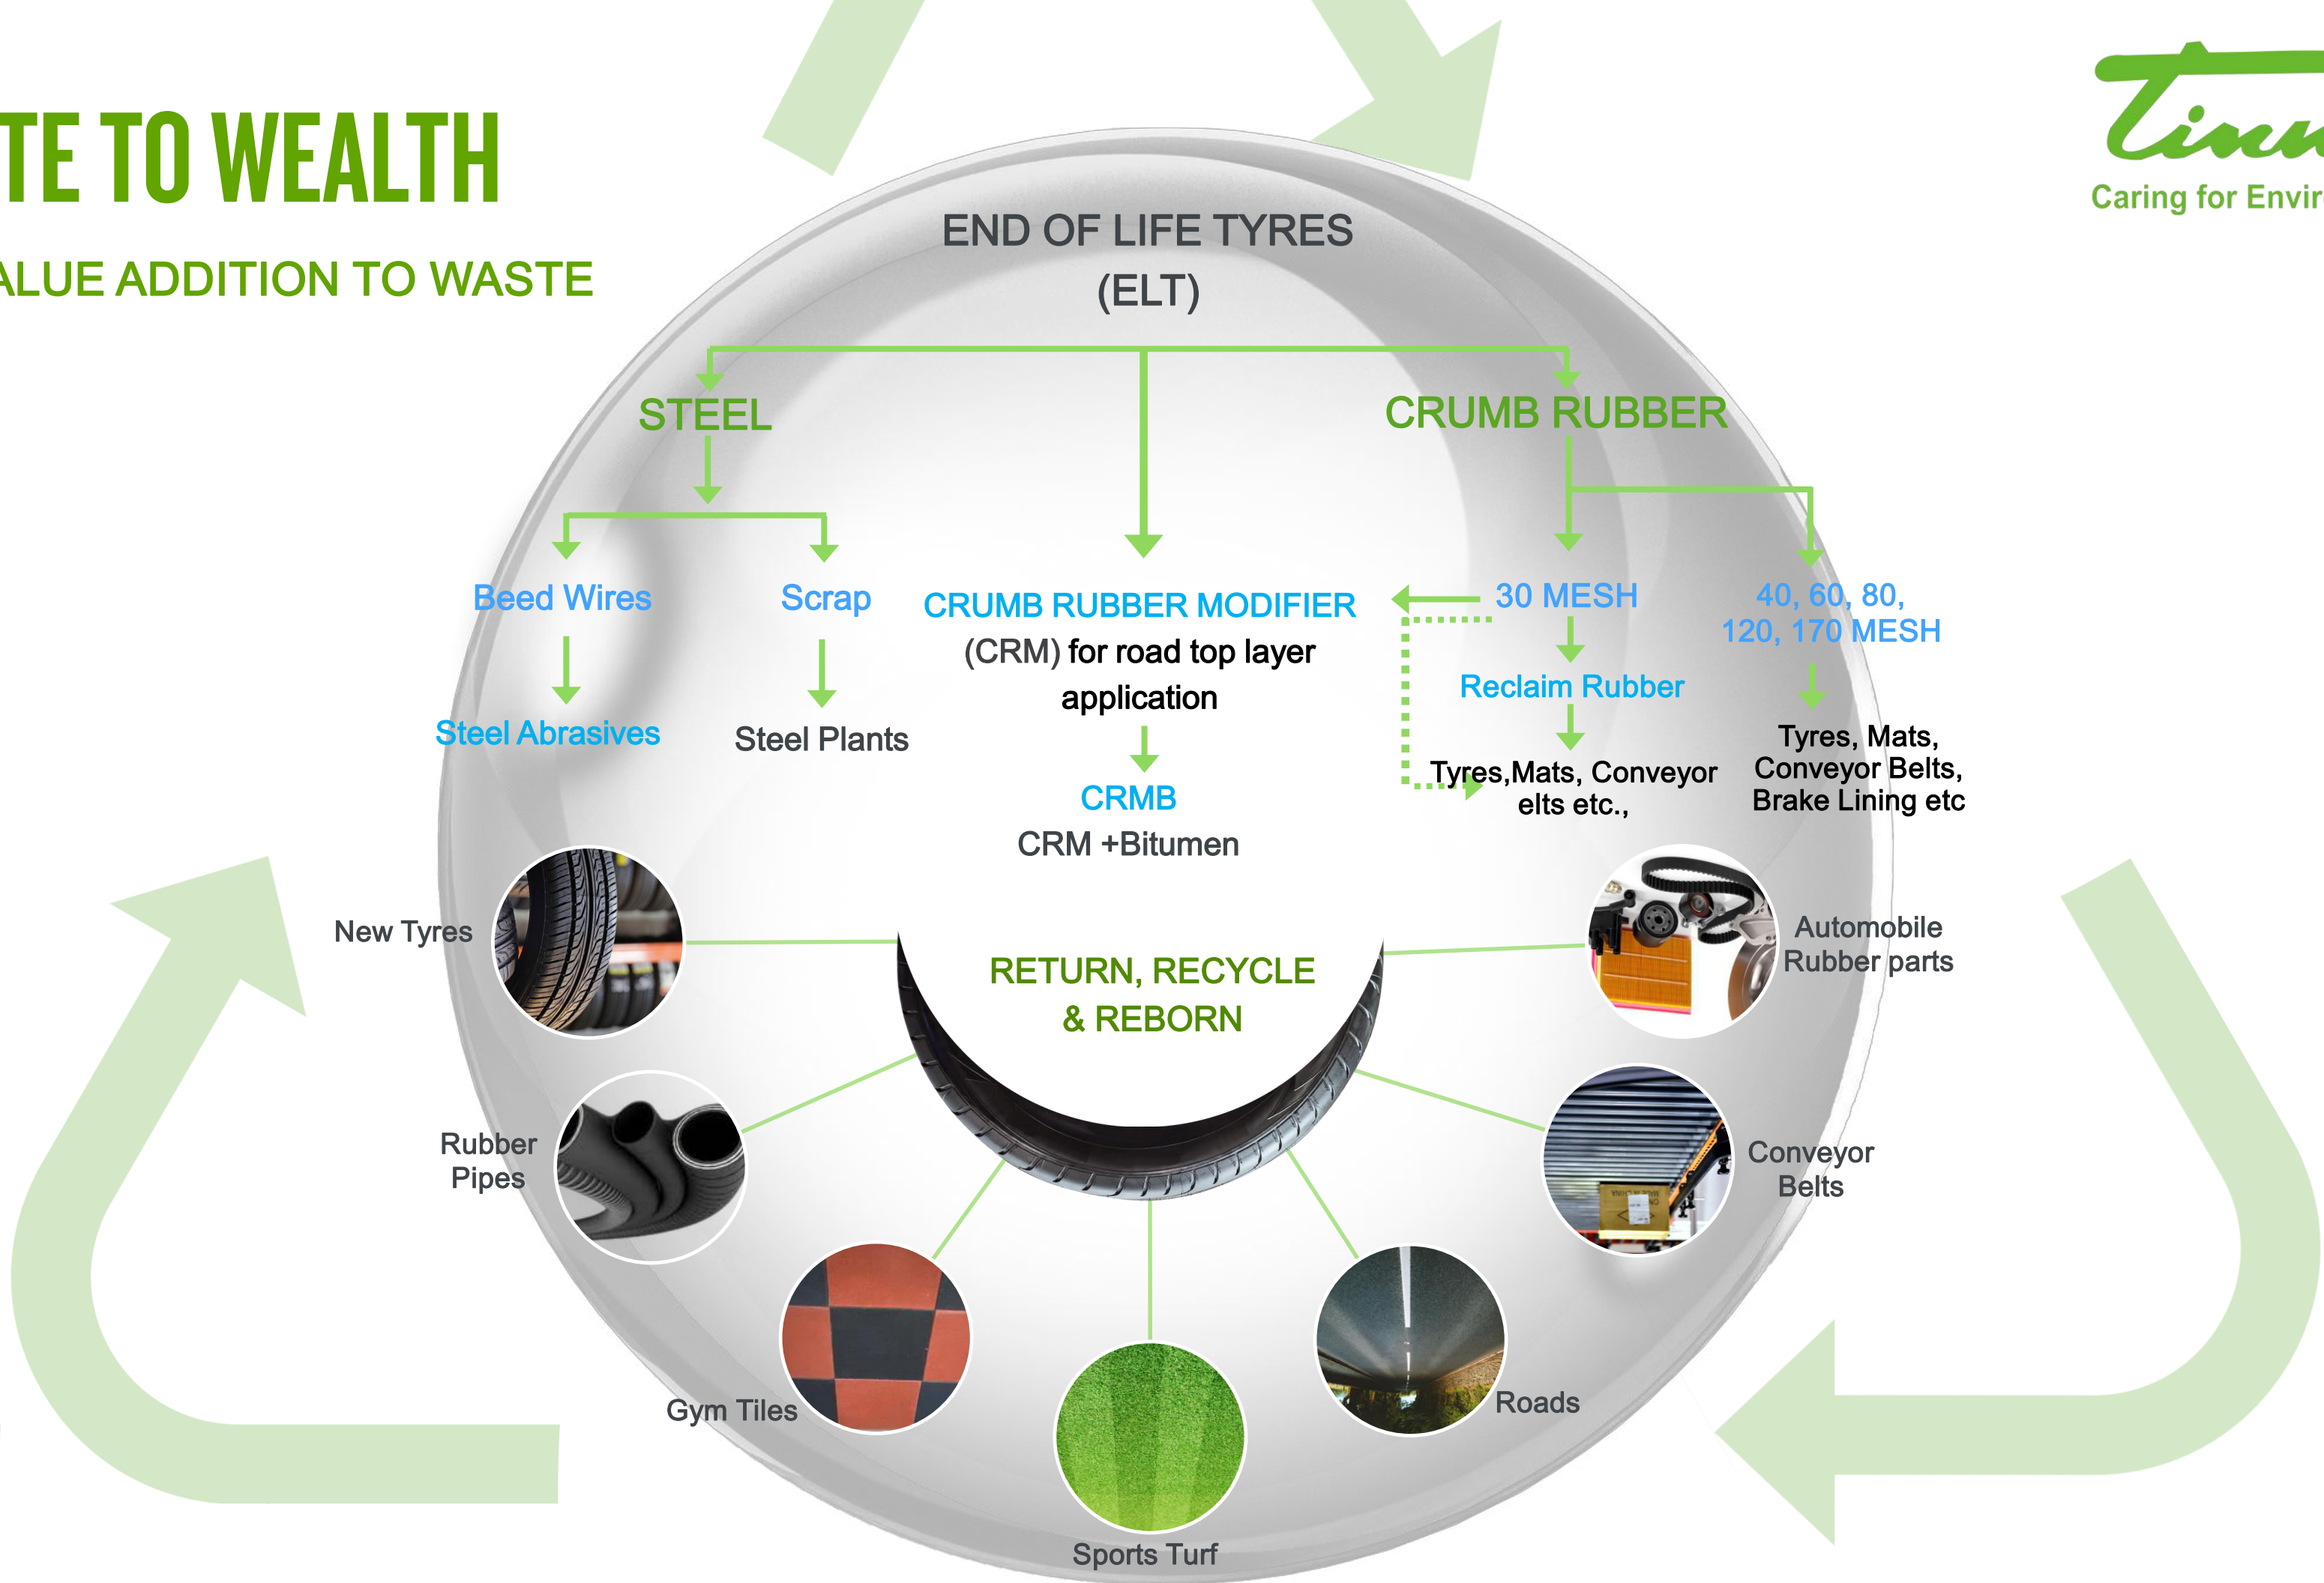 TE TO WEALTH
ALUE ADDITION TO WASTE
Caring for Envir
END OF LIFE TYRES
(ELT)
STEEL
CRUMB RUBBER
Beed Wires
Scrap
Steel Abrasives
Steel Plants
CRUMB RUBBER MODIFIER
(CRM) for road top layer
application
CRMB
CRM +Bitumen
30 MESH
Reclaim Rubber
Tyres,Mats, Conveyor
elts etc.,
40, 60, 80,
120, 170 MESH
Tyres, Mats,
Conveyor Belts,
Brake Lining etc
RETURN, RECYCLE
& REBORN
New Tyres
Rubber
Pipes
Gym Tiles
Sports Turf
Roads
Conveyor
Belts
Automobile
Rubber parts